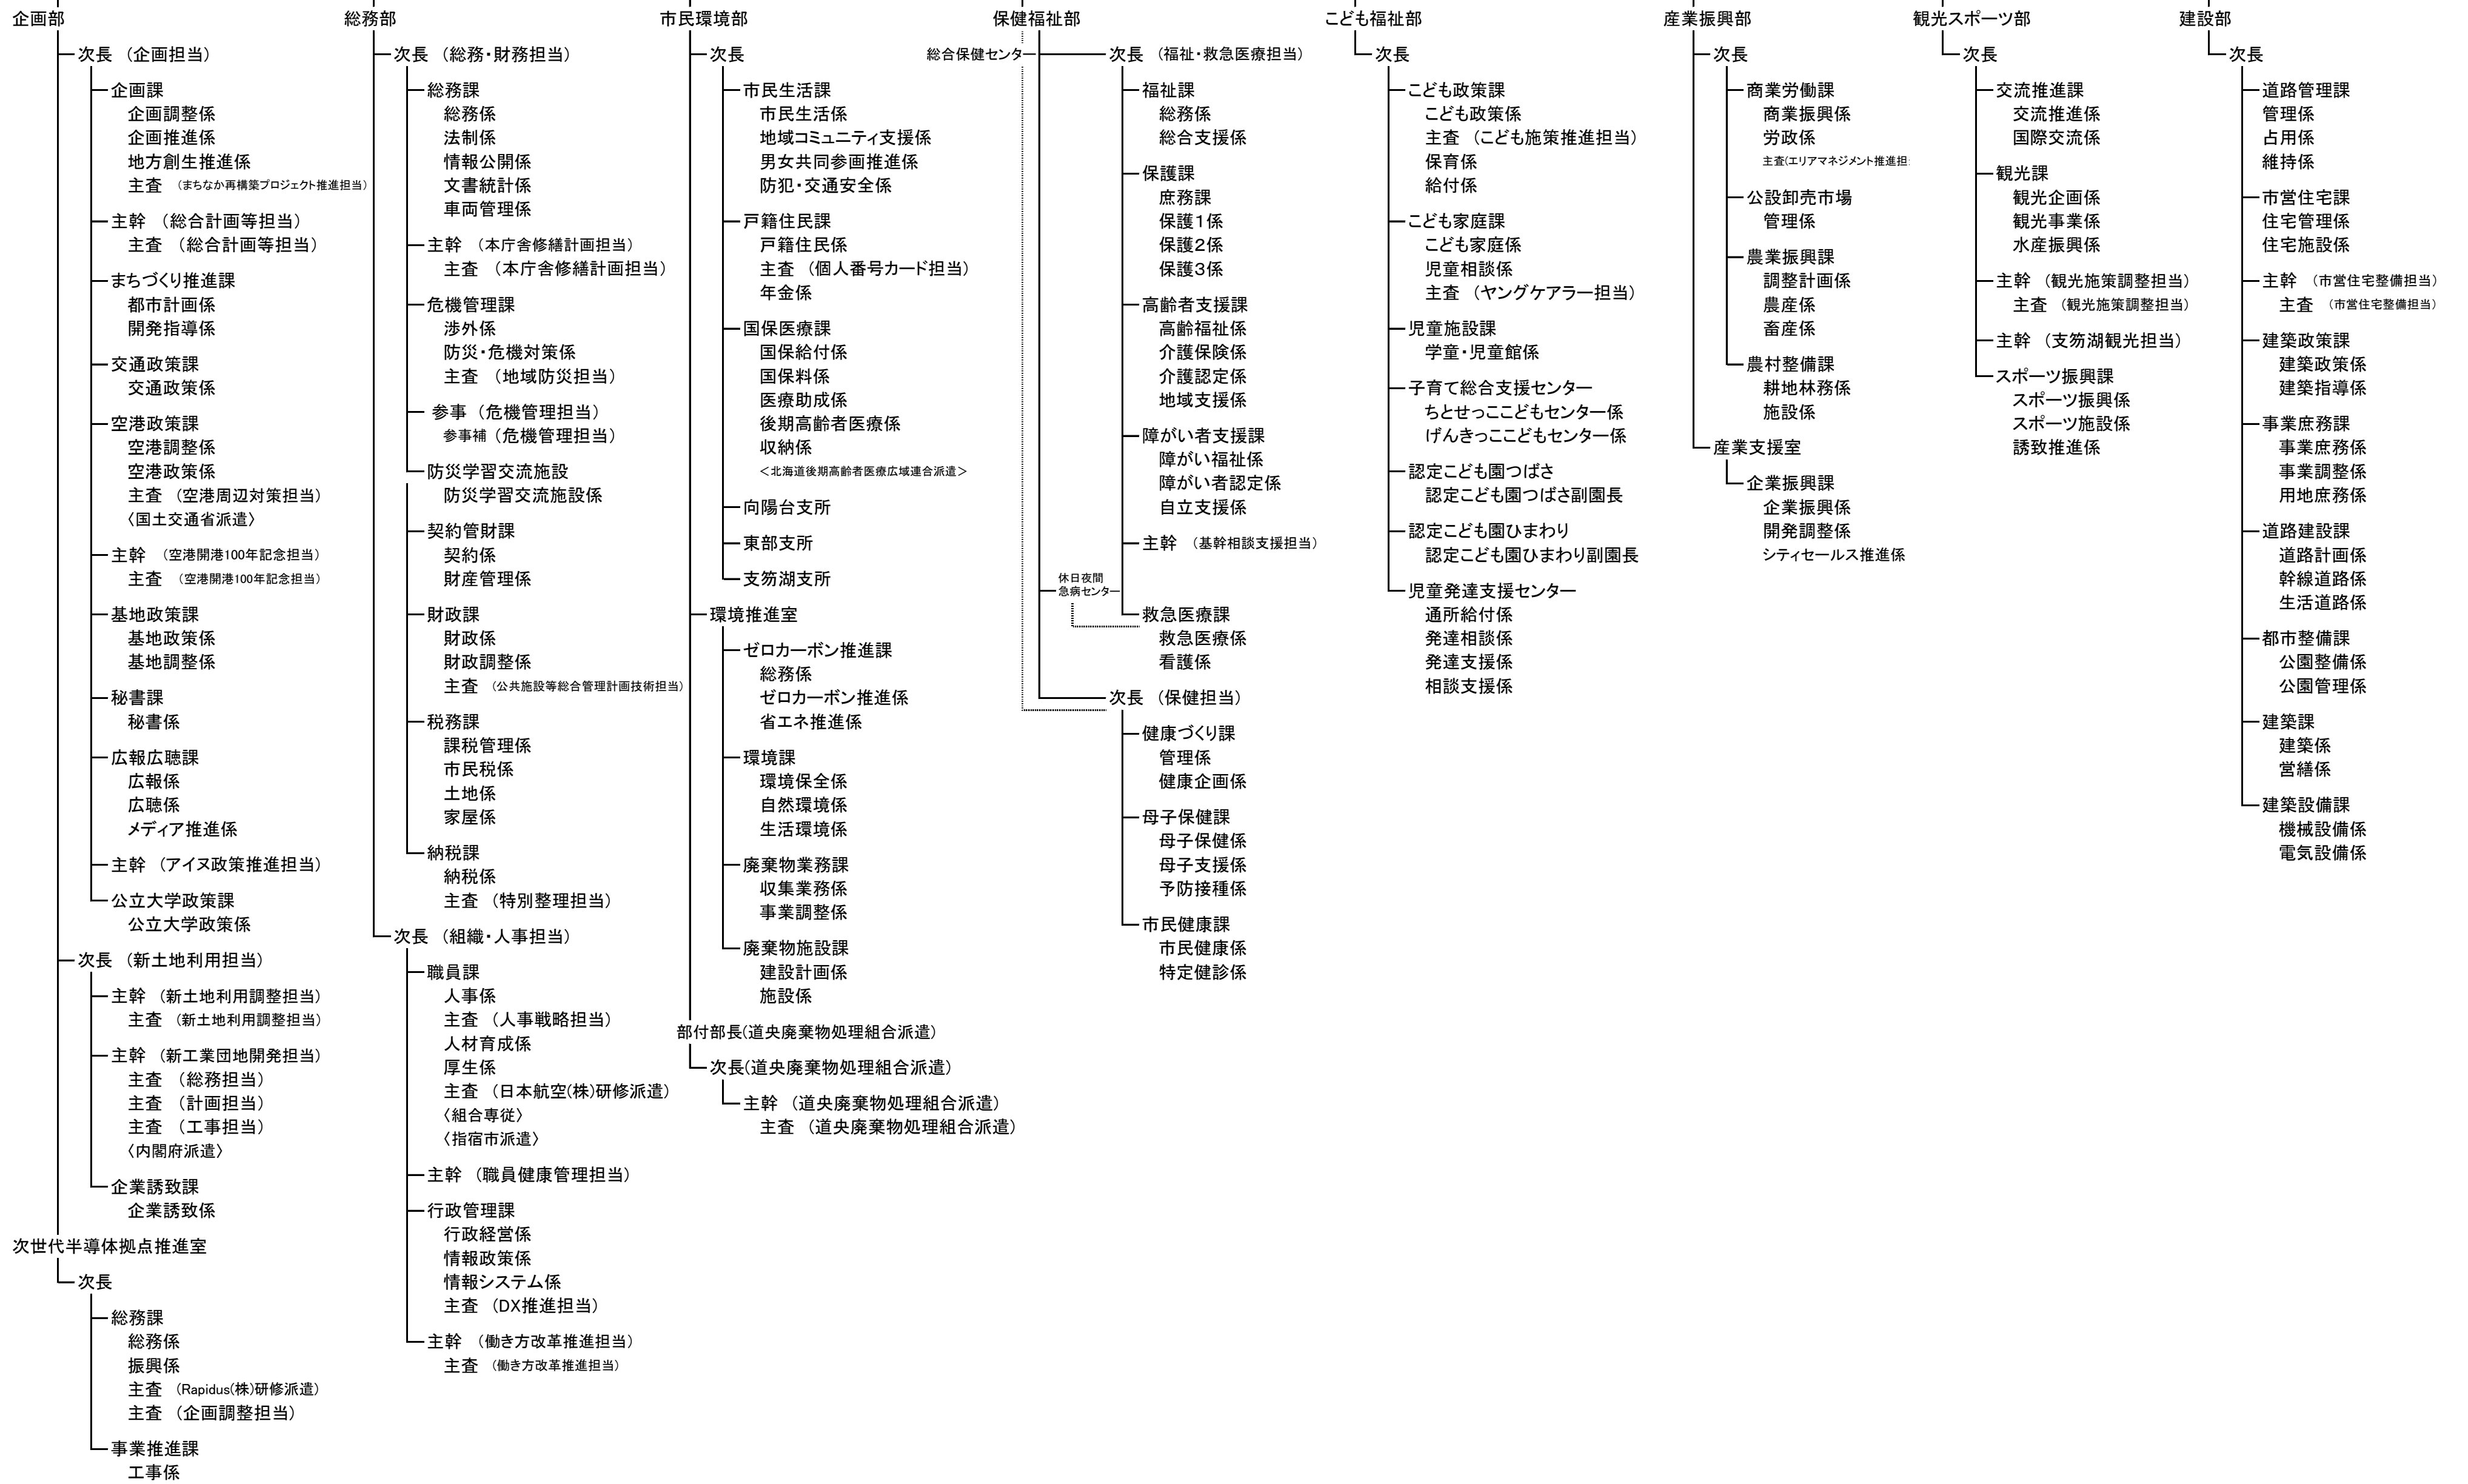 企画部
次長 （企画担当）
企画課
企画調整係
企画推進係
地方創生推進係
主査 （まちなか再構築プロジェクト推進担当）
主幹 （総合計画等担当）
主査 （総合計画等担当）
まちづくり推進課
都市計画係
開発指導係
交通政策課
交通政策係
空港政策課
空港調整係
空港政策係
主査 （空港周辺対策担当）
〈国土交通省派遣〉
主幹 （空港開港100年記念担当）
主査 （空港開港100年記念担当）
基地政策課
基地政策係
基地調整係
秘書課
秘書係
広報広聴課
広報係
広聴係
メディア推進係
主幹 （アイヌ政策推進担当）
公立大学政策課
公立大学政策係
次長 （新土地利用担当）
主幹 （新土地利用調整担当）
主査 （新土地利用調整担当）
主幹 （新工業団地開発担当）
主査 （総務担当）
主査 （計画担当）
主査 （工事担当）
〈内閣府派遣〉
企業誘致課
企業誘致係
次世代半導体拠点推進室
次長
総務課
総務係
振興係
主査 （Rapidus(株)研修派遣）
主査 （企画調整担当）
事業推進課
工事係
総務部
次長 （総務・財務担当）
総務課
総務係
法制係
情報公開係
文書統計係
車両管理係
主幹 （本庁舎修繕計画担当）
主査 （本庁舎修繕計画担当）
危機管理課
渉外係
防災・危機対策係
主査 （地域防災担当）
参事 （危機管理担当）
参事補 （危機管理担当）
防災学習交流施設
防災学習交流施設係
契約管財課
契約係
財産管理係
財政課
財政係
財政調整係
主査 （公共施設等総合管理計画技術担当）
税務課
課税管理係
市民税係
土地係
家屋係
納税課
納税係
主査 （特別整理担当）
次長 （組織・人事担当）
職員課
人事係
主査 （人事戦略担当）
人材育成係
厚生係
主査 （日本航空(株)研修派遣）
〈組合専従〉
〈指宿市派遣〉
主幹 （職員健康管理担当）
行政管理課
行政経営係
情報政策係
情報システム係
主査 （DX推進担当）
主幹 （働き方改革推進担当）
主査 （働き方改革推進担当）
市民環境部
次長
市民生活課
市民生活係
地域コミュニティ支援係
男女共同参画推進係
防犯・交通安全係
戸籍住民課
戸籍住民係
主査 （個人番号カード担当）
年金係
国保医療課
国保給付係
国保料係
医療助成係
後期高齢者医療係
収納係
＜北海道後期高齢者医療広域連合派遣＞
向陽台支所
東部支所
支笏湖支所
環境推進室
ゼロカーボン推進課
総務係
ゼロカーボン推進係
省エネ推進係
環境課
環境保全係
自然環境係
生活環境係
廃棄物業務課
収集業務係
事業調整係
廃棄物施設課
建設計画係
施設係
部付部長(道央廃棄物処理組合派遣)
次長(道央廃棄物処理組合派遣)
主幹 （道央廃棄物処理組合派遣）
主査 （道央廃棄物処理組合派遣）
保健福祉部
総合保健センター
次長 （福祉・救急医療担当）
福祉課
総務係
総合支援係
保護課
庶務課
保護１係
保護２係
保護３係
高齢者支援課
高齢福祉係
介護保険係
介護認定係
地域支援係
障がい者支援課
障がい福祉係
障がい者認定係
自立支援係
主幹 （基幹相談支援担当）
休日夜間
急病センター
救急医療課
救急医療係
看護係
次長 （保健担当）
健康づくり課
管理係
健康企画係
母子保健課
母子保健係
母子支援係
予防接種係
市民健康課
市民健康係
特定健診係
こども福祉部
次長
こども政策課
こども政策係
主査 （こども施策推進担当）
保育係
給付係
こども家庭課
こども家庭係
児童相談係
主査 （ヤングケアラー担当）
児童施設課
学童・児童館係
子育て総合支援センター
ちとせっここどもセンター係
げんきっここどもセンター係
認定こども園つばさ
認定こども園つばさ副園長
認定こども園ひまわり
認定こども園ひまわり副園長
児童発達支援センター
通所給付係
発達相談係
発達支援係
相談支援係
産業振興部
次長
商業労働課
商業振興係
労政係
主査(エリアマネジメント推進担
公設卸売市場
管理係
農業振興課
調整計画係
農産係
畜産係
農村整備課
耕地林務係
施設係
産業支援室
企業振興課
企業振興係
開発調整係
シティセールス推進係
観光スポーツ部
次長
交流推進課
交流推進係
国際交流係
観光課
観光企画係
観光事業係
水産振興係
主幹 （観光施策調整担当）
主査 （観光施策調整担当）
主幹 （支笏湖観光担当）
スポーツ振興課
スポーツ振興係
スポーツ施設係
誘致推進係
建設部
次長
道路管理課
管理係
占用係
維持係
市営住宅課
住宅管理係
住宅施設係
主幹 （市営住宅整備担当）
主査 （市営住宅整備担当）
建築政策課
建築政策係
建築指導係
事業庶務課
事業庶務係
事業調整係
用地庶務係
道路建設課
道路計画係
幹線道路係
生活道路係
都市整備課
公園整備係
公園管理係
建築課
建築係
営繕係
建築設備課
機械設備係
電気設備係